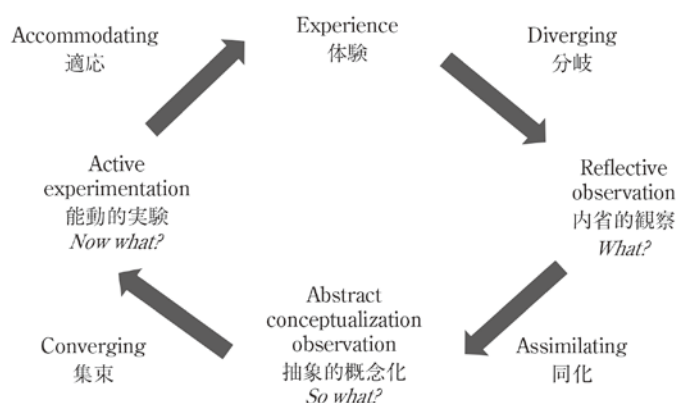 Experience
体験
Diverging
分岐
Reflective
observation
内省的観察
What?
Assimilating
同化
Abstract
conceptualization
observation
抽象的概念化
So what?
Converging
集束
Active
experimentation
能動的実験
Now what?
Accommodating
適応